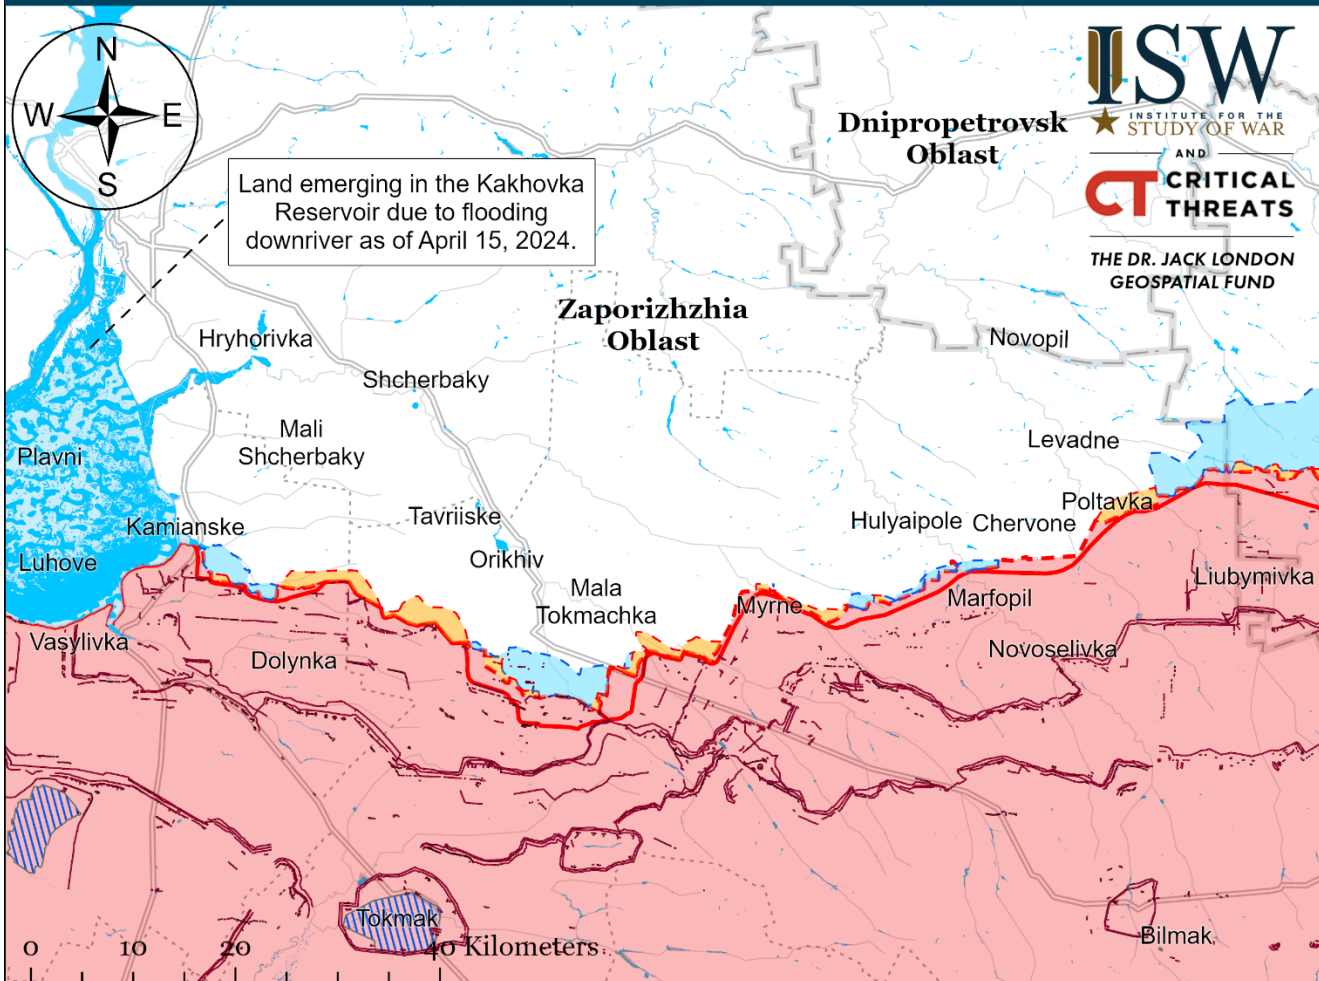 N
W E
S
ISW
INSTITUTE FOR THE
STUDY OF WAR
AND
CT CRITICAL
THREATS
THE DR. JACK LONDON
GEOSPATIAL FUND
Dnipropetrovsk
Oblast
Land emerging in the Kakhovka
Reservoir due to flooding
downriver as of April 15, 2024.
Zaporizhzhia
Oblast
Hryhorivka
Novopil
Shcherbaky
Mali
Shcherbaky
Levadne
Plavni
Poltavka
Tavriiske
Kamianske
Hulyaipole
Chervone
Orikhiv
Luhove
Mala
Tokmachka
Liubymivka
Myrne
Marfopil
Vasylivka
Novoselivka
Dolynka
Tokmak
Bilmak
0 10 20 40 Kilometers